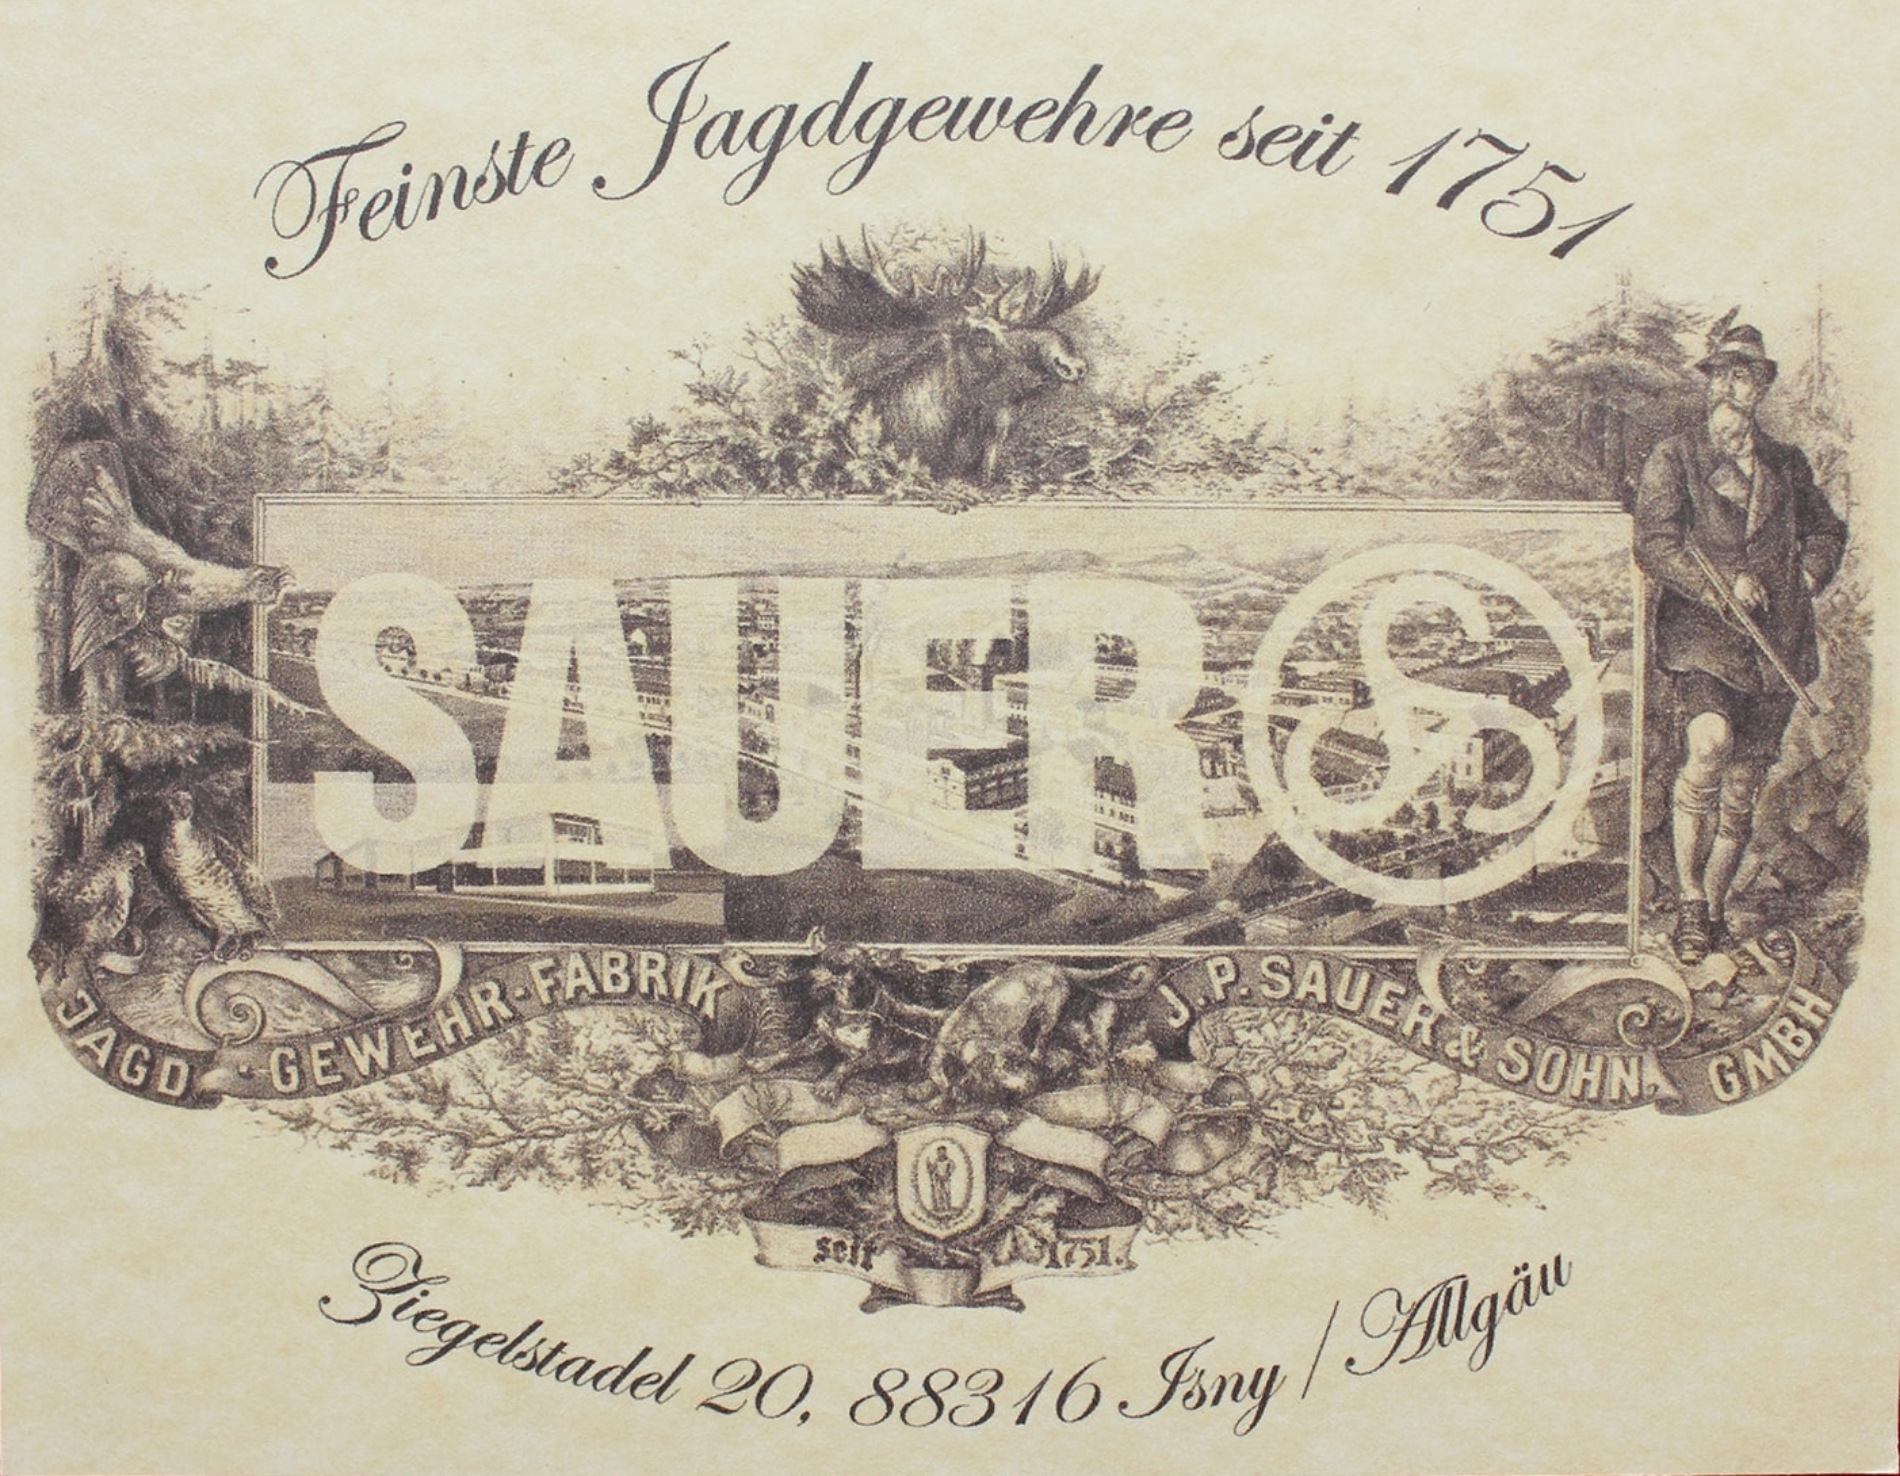 Feinste Jagdgewehre seit 1751
SAUER S
JAGD - GEWEHR-FABRIK
J.P. SAUER & SOHN GMBH
seit 1751.
Ziegelstadel 20, 88316 Isny / Allgäu